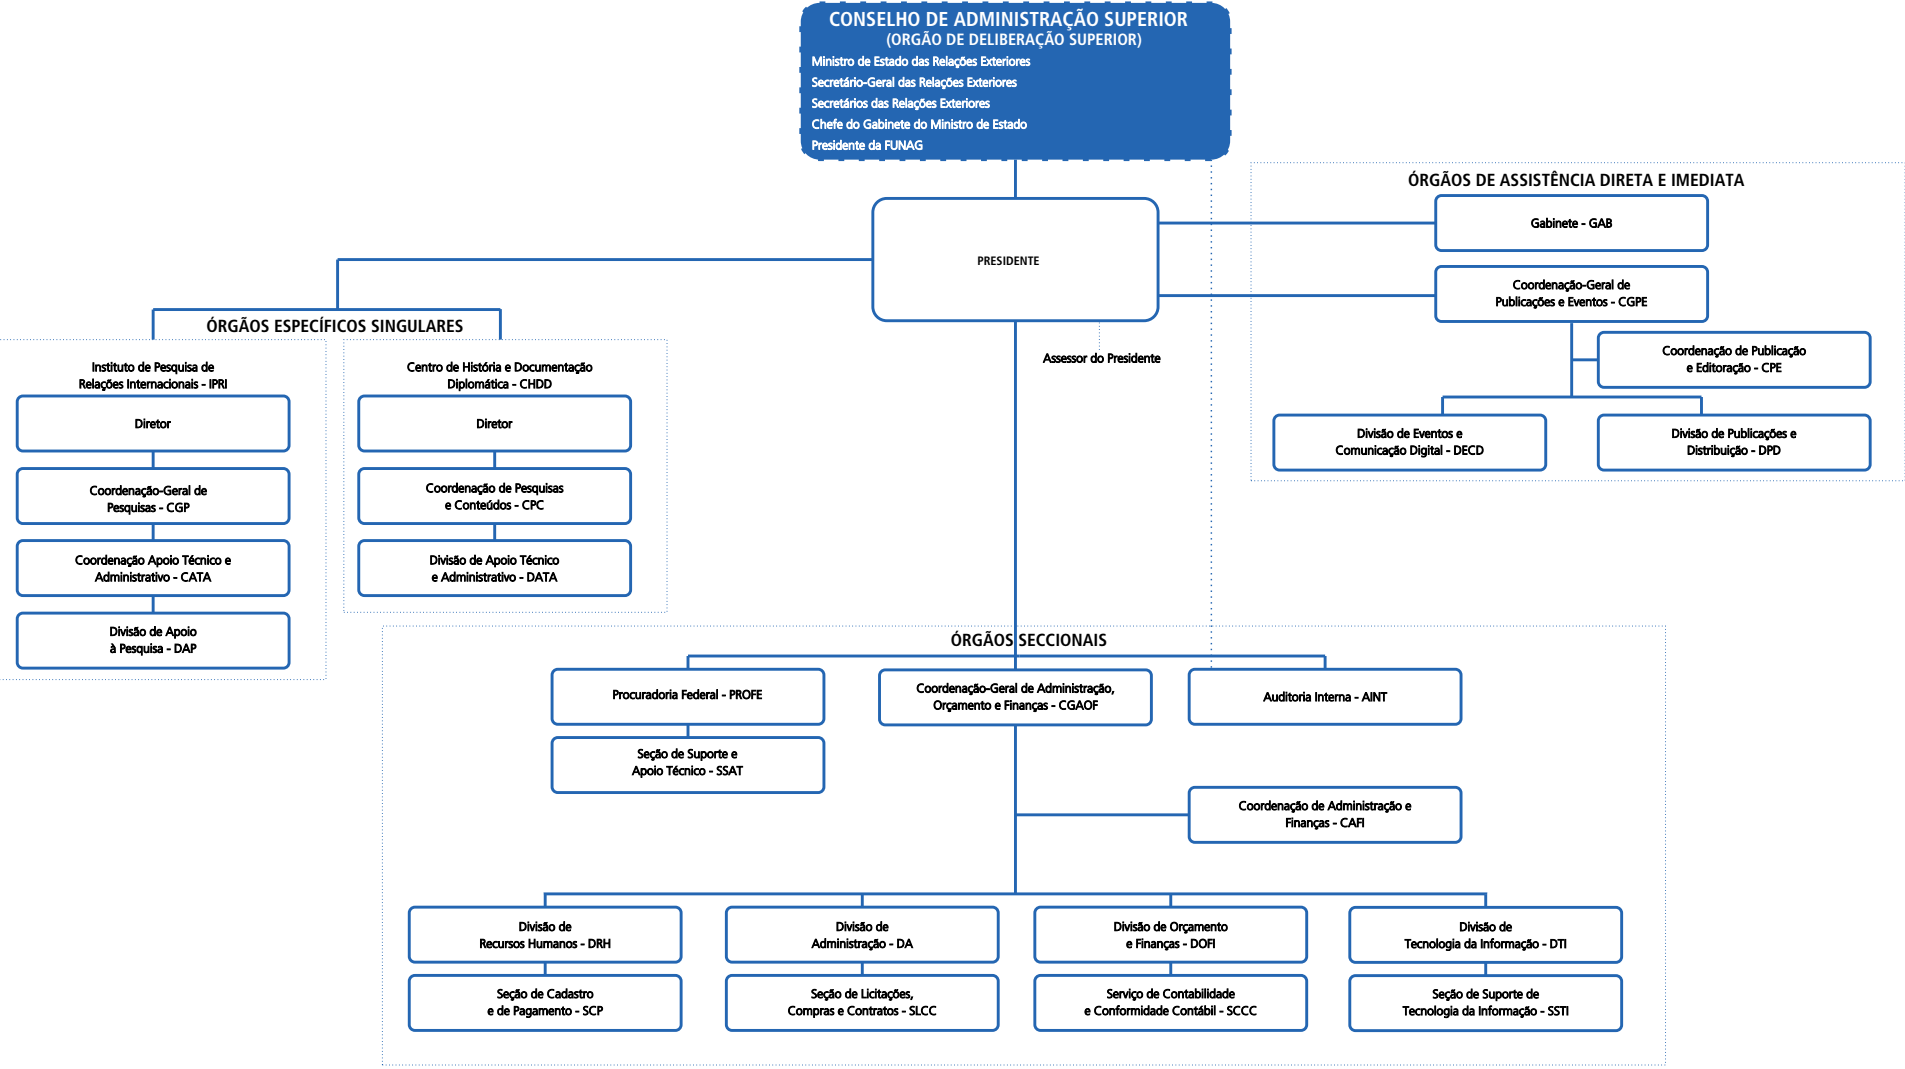 CONSELHO DE ADMINISTRAÇÃO SUPERIOR
(ORGÃO DE DELIBERAÇÃO SUPERIOR)
Ministro de Estado das Relações Exteriores
Secretário-Geral das Relações Exteriores
Secretários das Relações Exteriores
Chefe do Gabinete do Ministro de Estado
Presidente da FUNAG
PRESIDENTE
Assessor do Presidente
ÓRGÃOS DE ASSISTÊNCIA DIRETA E IMEDIATA
Gabinete - GAB
Coordenação-Geral de
Publicações e Eventos - CGPE
Coordenação de Publicação
e Editoração - CPE
Divisão de Eventos e
Comunicação Digital - DECD
Divisão de Publicações e
Distribuição - DPD
ÓRGÃOS ESPECÍFICOS SINGULARES
Instituto de Pesquisa de
Relações Internacionais - IPRI
Diretor
Coordenação-Geral de
Pesquisas - CGP
Coordenação Apoio Técnico e
Administrativo - CATA
Divisão de Apoio
à Pesquisa - DAP
Centro de História e Documentação
Diplomática - CHDD
Diretor
Coordenação de Pesquisas
e Conteúdos - CPC
Divisão de Apoio Técnico
e Administrativo - DATA
ÓRGÃOS SECCIONAIS
Procuradoria Federal - PROFE
Seção de Suporte e
Apoio Técnico - SSAT
Coordenação-Geral de Administração,
Orçamento e Finanças - CGAOF
Auditoria Interna - AINT
Coordenação de Administração e
Finanças - CAFI
Divisão de
Recursos Humanos - DRH
Seção de Cadastro
e de Pagamento - SCP
Divisão de
Administração - DA
Seção de Licitações,
Compras e Contratos - SLCC
Divisão de Orçamento
e Finanças - DOFI
Serviço de Contabilidade
e Conformidade Contábil - SCCC
Divisão de
Tecnologia da Informação - DTI
Seção de Suporte de
Tecnologia da Informação - SSTI